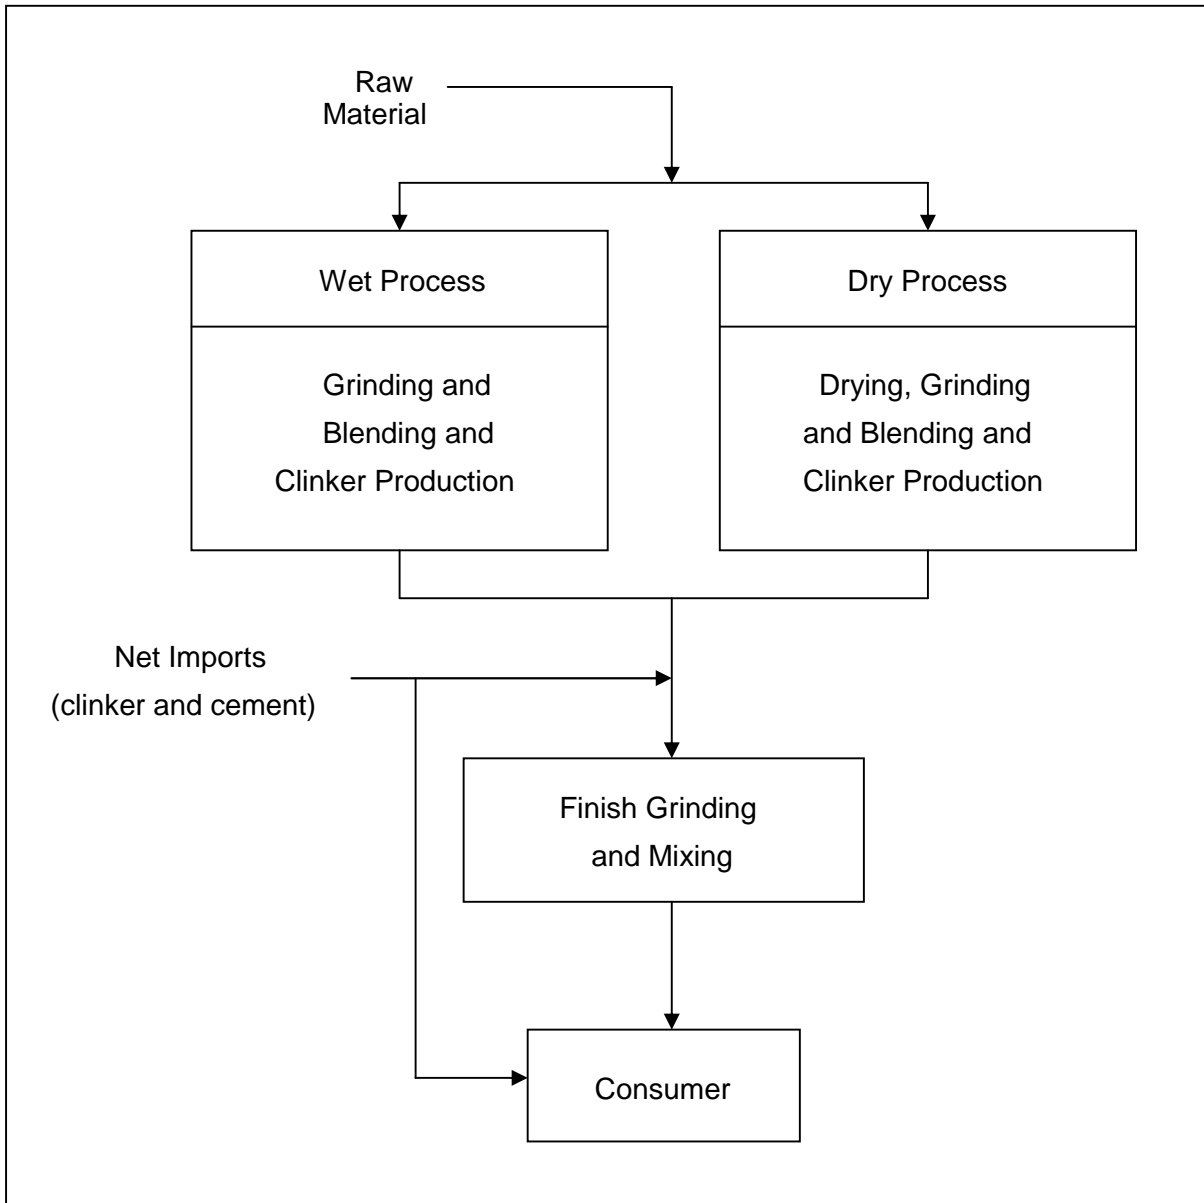 Raw
Material
Wet Process
Dry Process
Grinding and
Blending and
Clinker Production
Drying, Grinding
and Blending and
Clinker Production
Net Imports
(clinker and cement)
Finish Grinding
and Mixing
Consumer